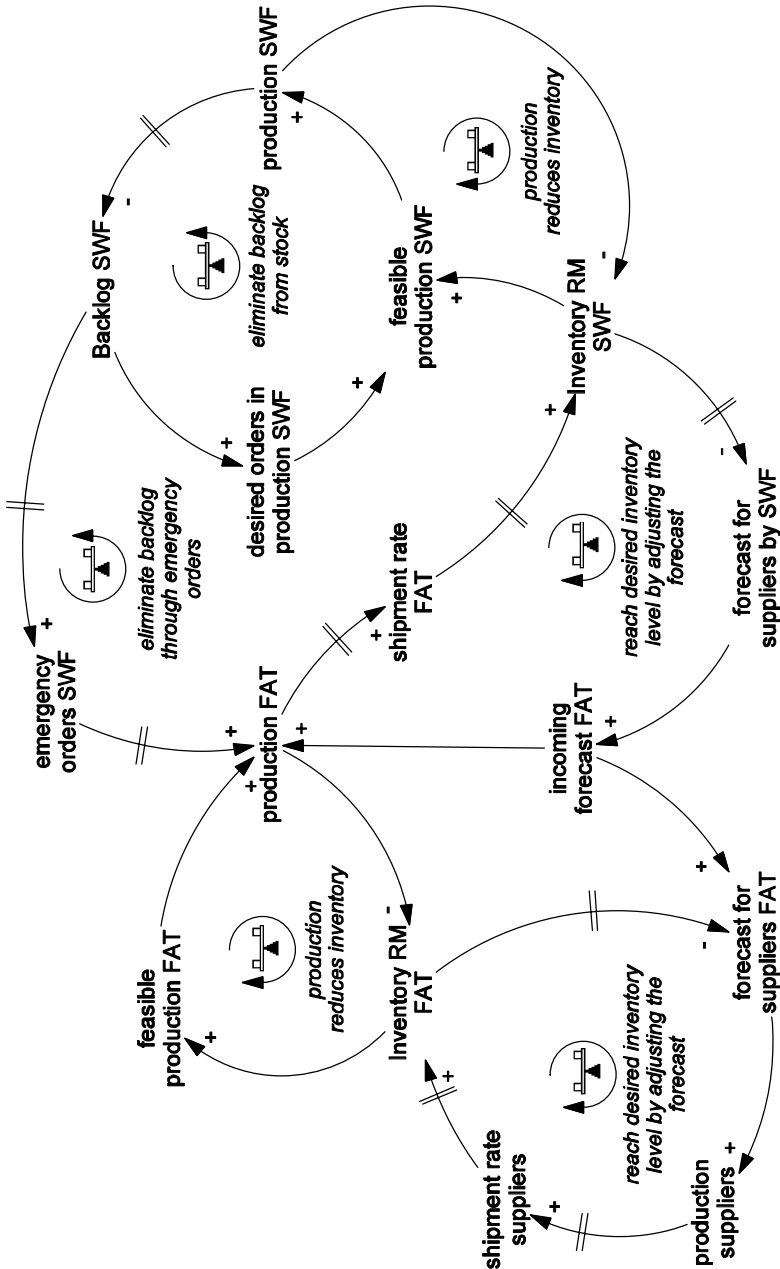 emergency
orders SWF
+
eliminate backlog
through emergency
orders
Backlog SWF
-
eliminate backlog
from stock
production SWF
+
desired orders in
production SWF
+
+
feasible
production SWF
+
production
reduces inventory
feasible
production FAT
+
production FAT
+
+
+
production
reduces inventory
shipment rate
FAT
+
Inventory RM
SWF
+
-
Inventory RM
FAT
-
+
reach desired inventory
level by adjusting the
forecast
incoming
forecast FAT
+
forecast for
suppliers by SWF
-
shipment rate
suppliers
+
reach desired inventory
level by adjusting the
forecast
production
suppliers
+
forecast for
suppliers FAT
-
+